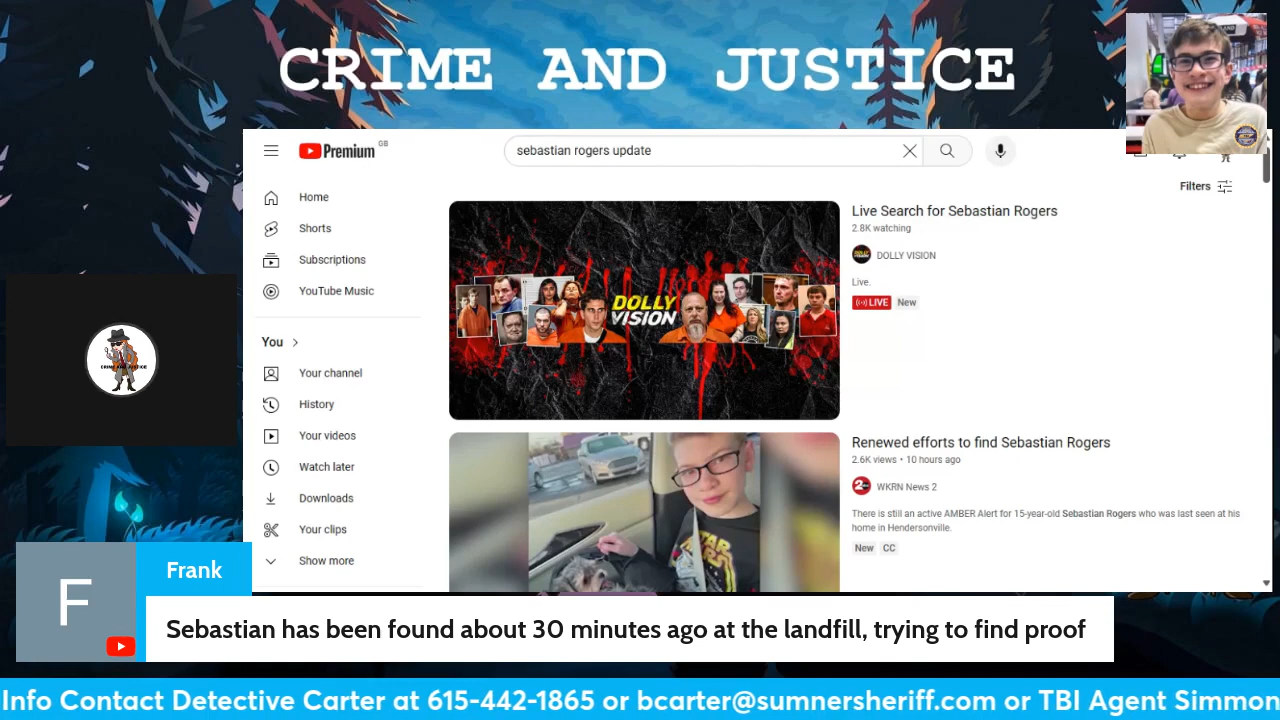 CRIME AND JUSTICE
Premium GB
sebastian rogers update
Filters
Home
Shorts
Subscriptions
YouTube Music
You
Your channel
History
Your videos
Watch later
Downloads
Your clips
Show more
DOLLY
VISION
Live Search for Sebastian Rogers
2.8K watching
DOLLY VISION
Live.
LIVE New
Renewed efforts to find Sebastian Rogers
2.6K views • 10 hours ago
2 WKRN News 2
There is still an active AMBER Alert for 15-year-old Sebastian Rogers who was last seen at his
home in Hendersonville.
New CC
STAR
CRIME AND JUSTICE
F
Frank
Sebastian has been found about 30 minutes ago at the landfill, trying to find proof
Info Contact Detective Carter at 615-442-1865 or bcarter@sumnersheriff.com or TBI Agent Simmon